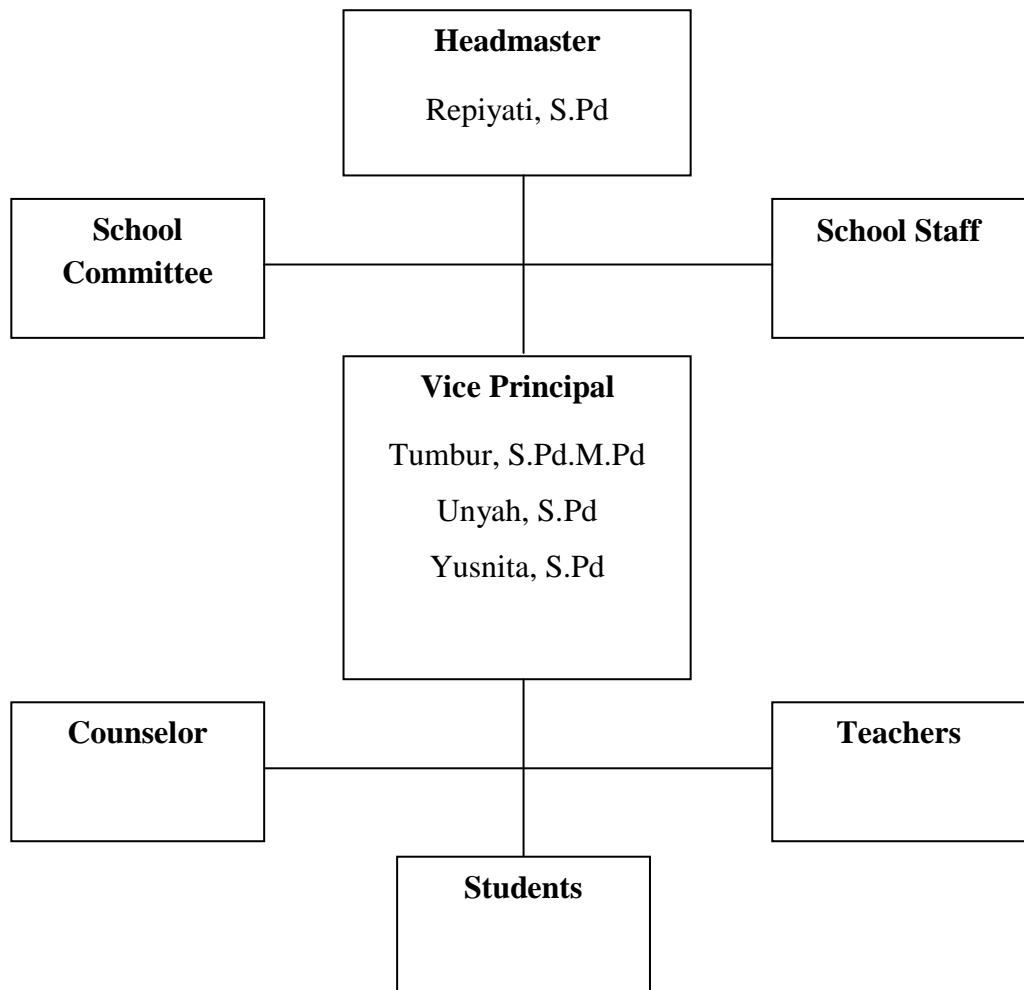 Headmaster
Repiyati, S.Pd
School
Committee
School Staff
Vice Principal
Tumbur, S.Pd.M.Pd
Unyah, S.Pd
Yusnita, S.Pd
Counselor
Teachers
Students